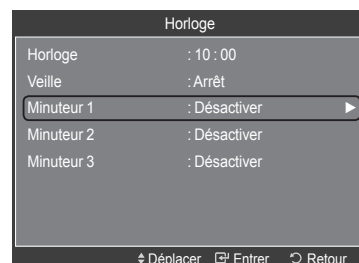 Horloge
Horloge : 10 : 00
Veille : Arrêt
Minuteur 1 : Désactiver ►
Minuteur 2 : Désactiver
Minuteur 3 : Désactiver
Déplacer Entrer Retour